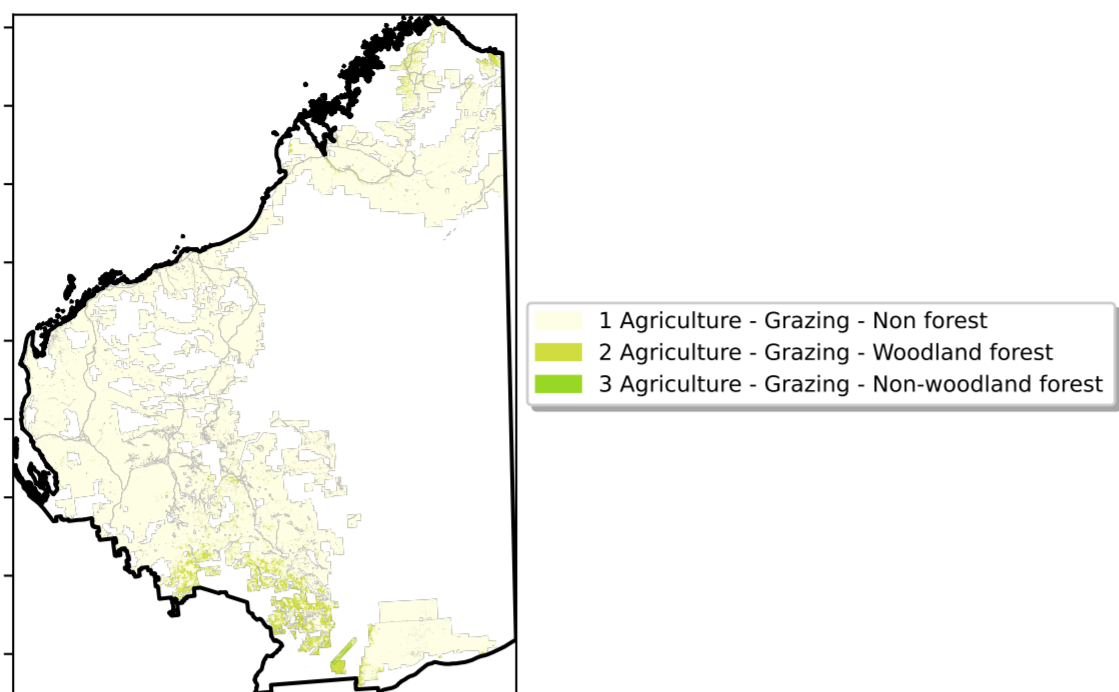 1 Agriculture - Grazing - Non forest
2 Agriculture - Grazing - Woodland forest
3 Agriculture - Grazing - Non-woodland forest